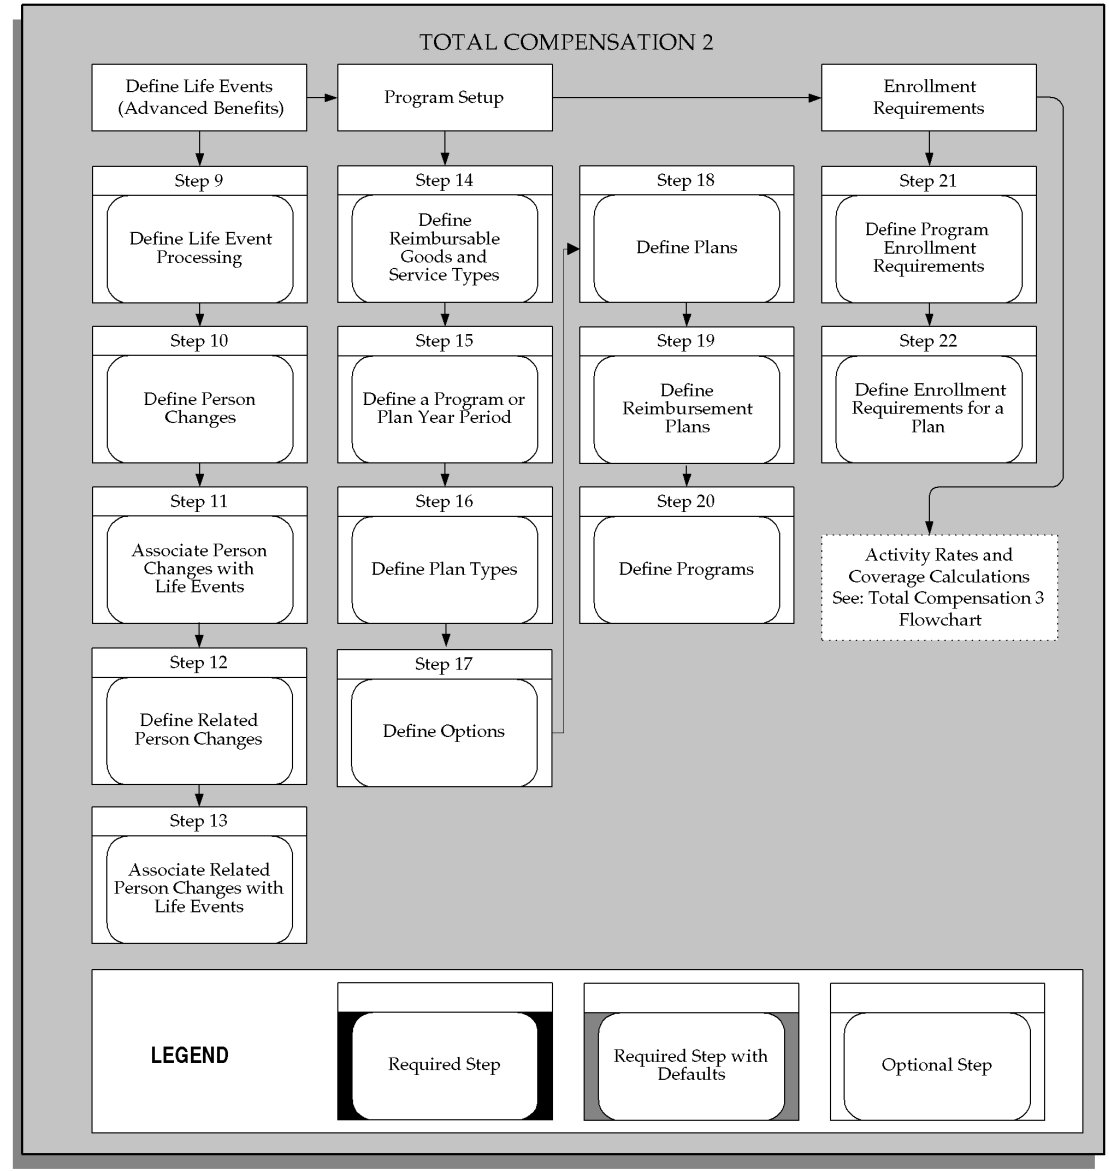 TOTAL COMPENSATION 2
Define Life Events
(Advanced Benefits)
Program Setup
Enrollment
Requirements
Step 9
Define Life Event
Processing
Step 10
Define Person
Changes
Step 11
Associate Person
Changes with
Life Events
Step 12
Define Related
Person Changes
Step 13
Associate Related
Person Changes with
Life Events
Step 14
Define
Reimbursable
Goods and
Service Types
Step 15
Define a Program or
Plan Year Period
Step 16
Define Plan Types
Step 17
Define Options
Step 18
Define Plans
Step 19
Define
Reimbursement
Plans
Step 20
Define Programs
Step 21
Define Program
Enrollment
Requirements
Step 22
Define Enrollment
Requirements for a
Plan
Activity Rates and
Coverage Calculations
See: Total Compensation 3
Flowchart
LEGEND
Required Step
Required Step with
Defaults
Optional Step